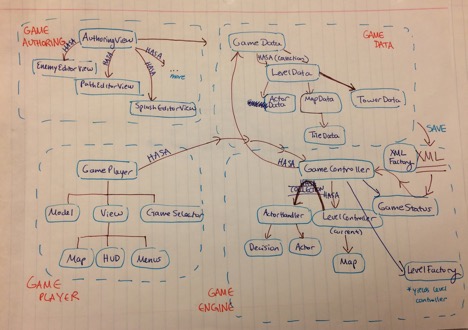 GAME
AUTHORING
AuthoringView
HASA
HASA
HASA
HASA
EnemyEditorView
PathEditorView
SplashEditorView
...
more
GAME
DATA
GameData
HASA (collection)
LevelData
Actor
Data
MapData
TowerData
TileData
SAVE
XML
XML
Factory
GamePlayer
HASA
Model
View
GameSelector
Map
HUD
Menus
GAME
PLAYER
HASA
GameController
COLLECTION
HASA
ActorHandler
LevelController
(current)
GameStatus
Decision
Actor
Map
LevelFactory
* yields level
controller
GAME
ENGINE